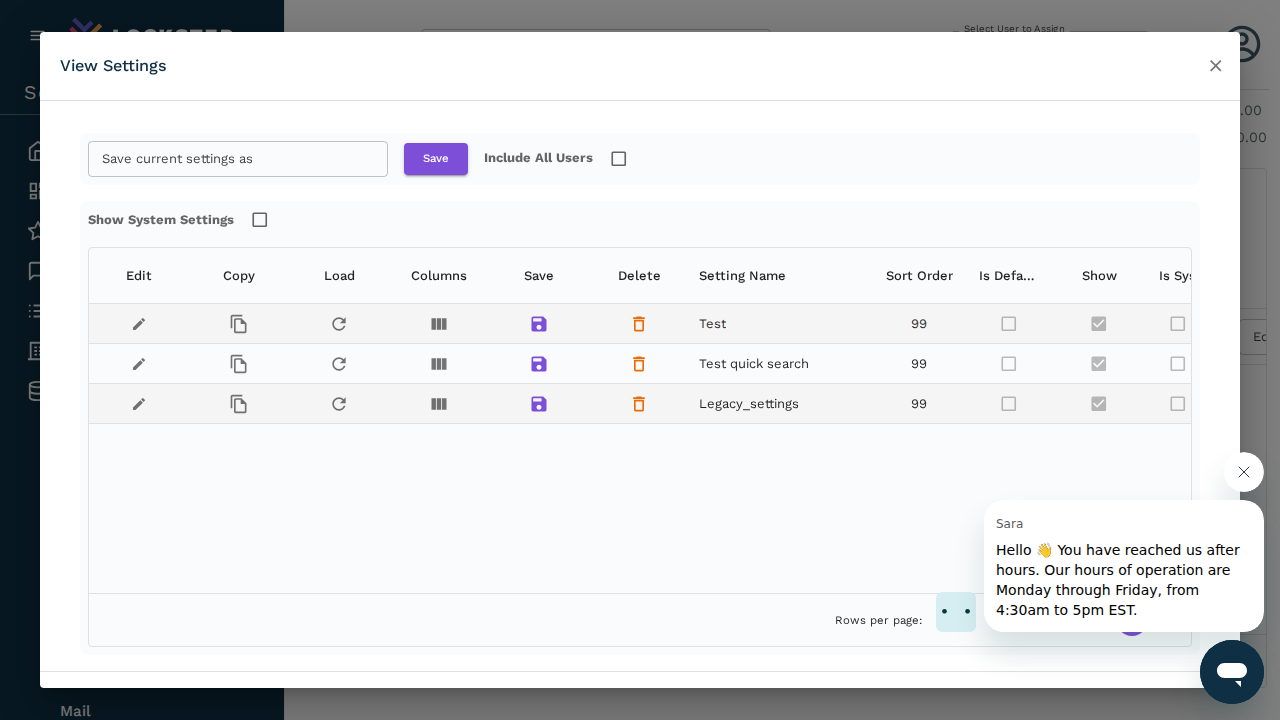 Select User to Assign
View Settings
.00
0.00
Save current settings as
Save
Include All Users
Show System Settings
Edit Copy Load Columns Save Delete Setting Name Sort Order Is Defa... Show Is Sys
Test 99
Test quick search 99
Legacy_settings 99
Sara
Hello 👋 You have reached us after
hours. Our hours of operation are
Monday through Friday, from
4:30am to 5pm EST.
Rows per page:
Mail